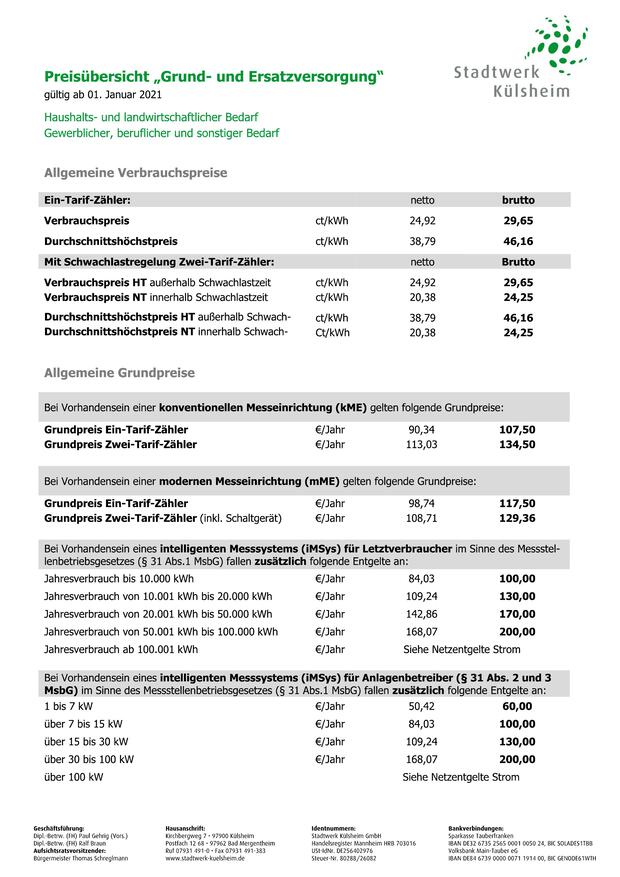 Stadtwerk
Külsheim
Preisübersicht „Grund- und Ersatzversorgung“
gültig ab 01. Januar 2021
Haushalts- und landwirtschaftlicher Bedarf
Gewerblicher, beruflicher und sonstiger Bedarf
Allgemeine Verbrauchspreise
Ein-Tarif-Zähler: netto brutto
Verbrauchspreis ct/kWh 24,92 29,65
Durchschnittshöchstpreis ct/kWh 38,79 46,16
Mit Schwachlastregelung Zwei-Tarif-Zähler: netto Brutto
Verbrauchspreis HT außerhalb Schwachlastzeit ct/kWh 24,92 29,65
Verbrauchspreis NT innerhalb Schwachlastzeit ct/kWh 20,38 24,25
Durchschnittshöchstpreis HT außerhalb Schwach- ct/kWh 38,79 46,16
Durchschnittshöchstpreis NT innerhalb Schwach- Ct/kWh 20,38 24,25
Allgemeine Grundpreise
Bei Vorhandensein einer konventionellen Messeinrichtung (kME) gelten folgende Grundpreise:
Grundpreis Ein-Tarif-Zähler €/Jahr 90,34 107,50
Grundpreis Zwei-Tarif-Zähler €/Jahr 113,03 134,50
Bei Vorhandensein einer modernen Messeinrichtung (mME) gelten folgende Grundpreise:
Grundpreis Ein-Tarif-Zähler €/Jahr 98,74 117,50
Grundpreis Zwei-Tarif-Zähler (inkl. Schaltgerät) €/Jahr 108,71 129,36
Bei Vorhandensein eines intelligenten Messsystems (iMSys) für Letztverbraucher im Sinne des Messstel-
lenbetriebsgesetzes (§ 31 Abs.1 MsbG) fallen zusätzlich folgende Entgelte an:
Jahresverbrauch bis 10.000 kWh €/Jahr 84,03 100,00
Jahresverbrauch von 10.001 kWh bis 20.000 kWh €/Jahr 109,24 130,00
Jahresverbrauch von 20.001 kWh bis 50.000 kWh €/Jahr 142,86 170,00
Jahresverbrauch von 50.001 kWh bis 100.000 kWh €/Jahr 168,07 200,00
Jahresverbrauch ab 100.001 kWh Siehe Netzentgelte Strom
Bei Vorhandensein eines intelligenten Messsystems (iMSys) für Anlagenbetreiber (§ 31 Abs. 2 und 3
MsbG) im Sinne des Messstellenbetriebsgesetzes (§ 31 Abs.1 MsbG) fallen zusätzlich folgende Entgelte an:
1 bis 7 kW €/Jahr 50,42 60,00
über 7 bis 15 kW €/Jahr 84,03 100,00
über 15 bis 30 kW €/Jahr 109,24 130,00
über 30 bis 100 kW €/Jahr 168,07 200,00
über 100 kW Siehe Netzentgelte Strom
Geschäftsführung:
Dipl.-Betrw. (FH) Paul Gehrig (Vors.)
Dipl.-Betrw. (FH) Ralf Braun
Aufsichtsratsvorsitzender:
Bürgermeister Thomas Schreglmann
Hausanschrift:
Kirchbergweg 7 • 97900 Külsheim
Postfach 12 68 • 97962 Bad Mergentheim
Ruf 07931 491-0 • Fax 07931 491-383
www.stadtwerk-kuelsheim.de
Identnummern:
Stadtwerk Külsheim GmbH
Handelsregister Mannheim HRB 703016
USt-IdNr. DE256402976
Steuer-Nr. 80288/26082
Bankverbindungen:
Sparkasse Tauberfranken
IBAN DE32 6735 2565 0001 0050 24, BIC SOLADES1TBB
Volksbank Main-Tauber eG
IBAN DE84 6739 0000 0071 1914 00, BIC GENODE61WTH